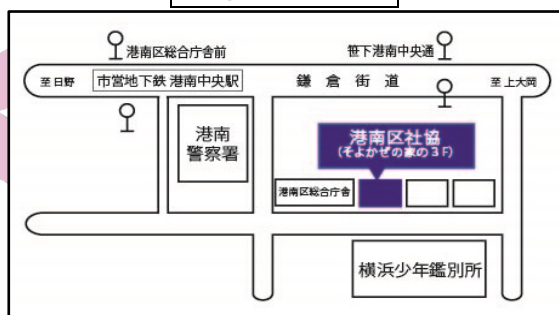 港南区総合庁舎前
笹下港南中央通
至日野
市営地下鉄 港南中央駅
鎌倉街道
至上大岡
港南
警察署
港南区社協
(そよかぜの家の3F)
港南区総合庁舎
横浜少年鑑別所